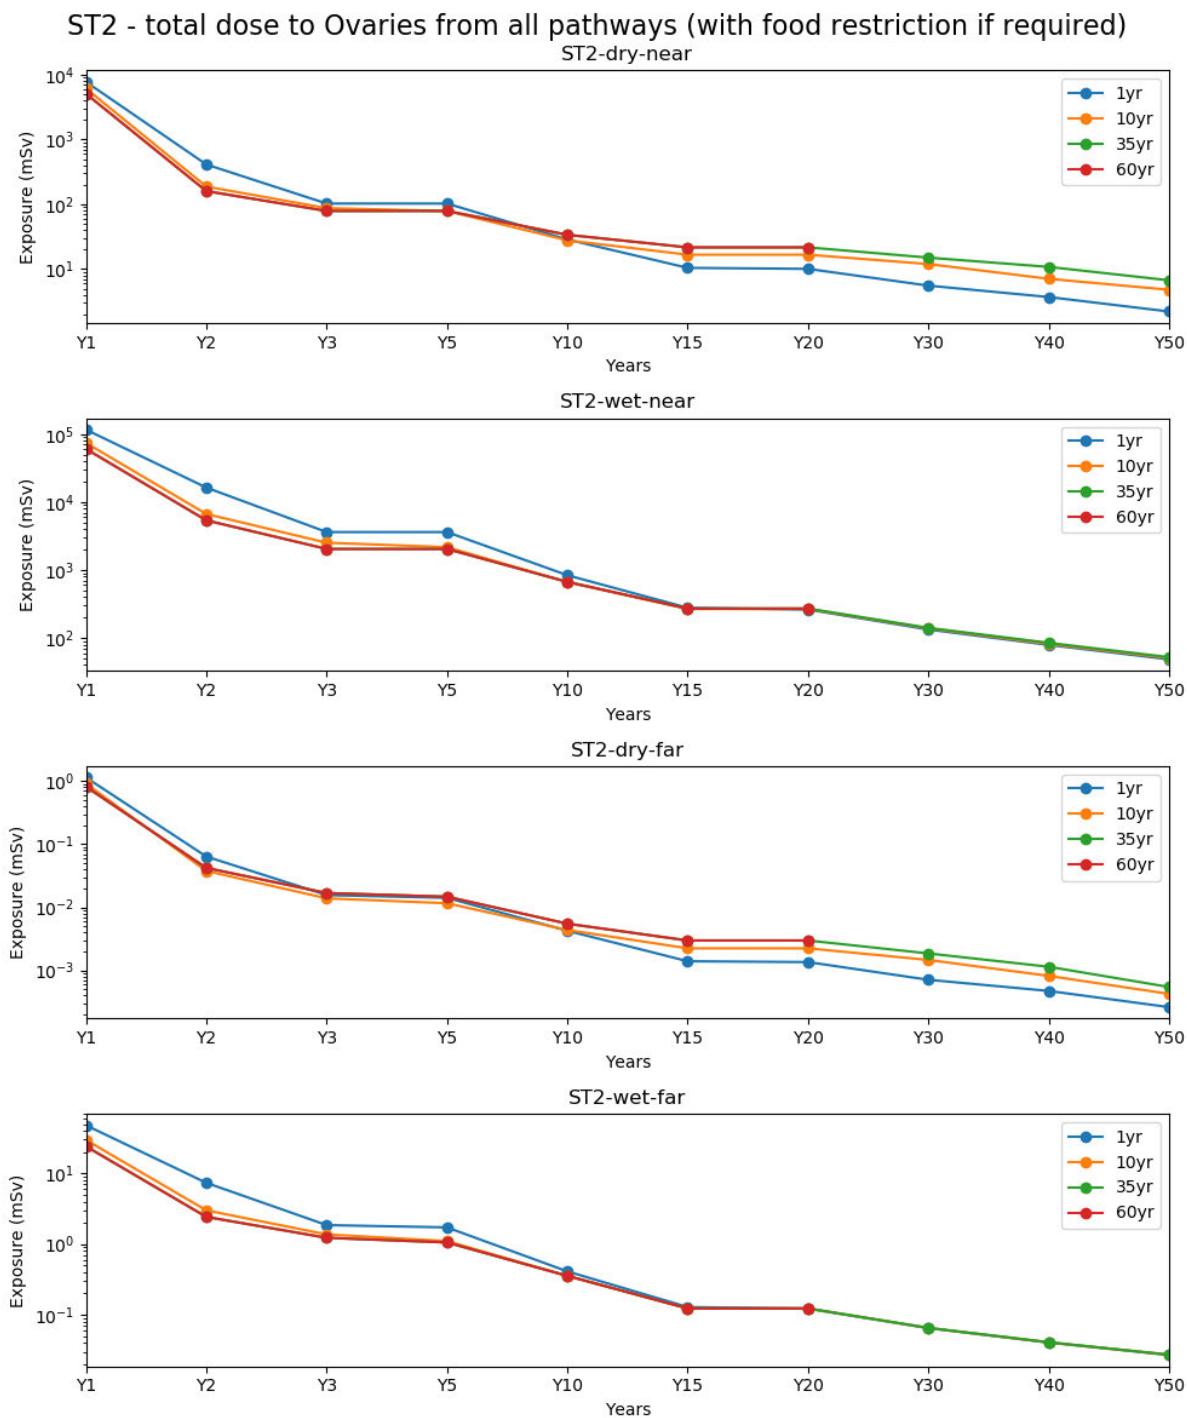 ST2 - total dose to Ovaries from all pathways (with food restriction if required)
ST2-dry-near
10⁴
10³
10²
10¹
Exposure (mSv)
1yr
10yr
35yr
60yr
Y1 Y2 Y3 Y5 Y10 Y15 Y20 Y30 Y40 Y50
Years
ST2-wet-near
10⁵
10⁴
10³
10²
Exposure (mSv)
1yr
10yr
35yr
60yr
Y1 Y2 Y3 Y5 Y10 Y15 Y20 Y30 Y40 Y50
Years
ST2-dry-far
10⁰
10⁻¹
10⁻²
10⁻³
Exposure (mSv)
1yr
10yr
35yr
60yr
Y1 Y2 Y3 Y5 Y10 Y15 Y20 Y30 Y40 Y50
Years
ST2-wet-far
10¹
10⁰
10⁻¹
Exposure (mSv)
1yr
10yr
35yr
60yr
Y1 Y2 Y3 Y5 Y10 Y15 Y20 Y30 Y40 Y50
Years